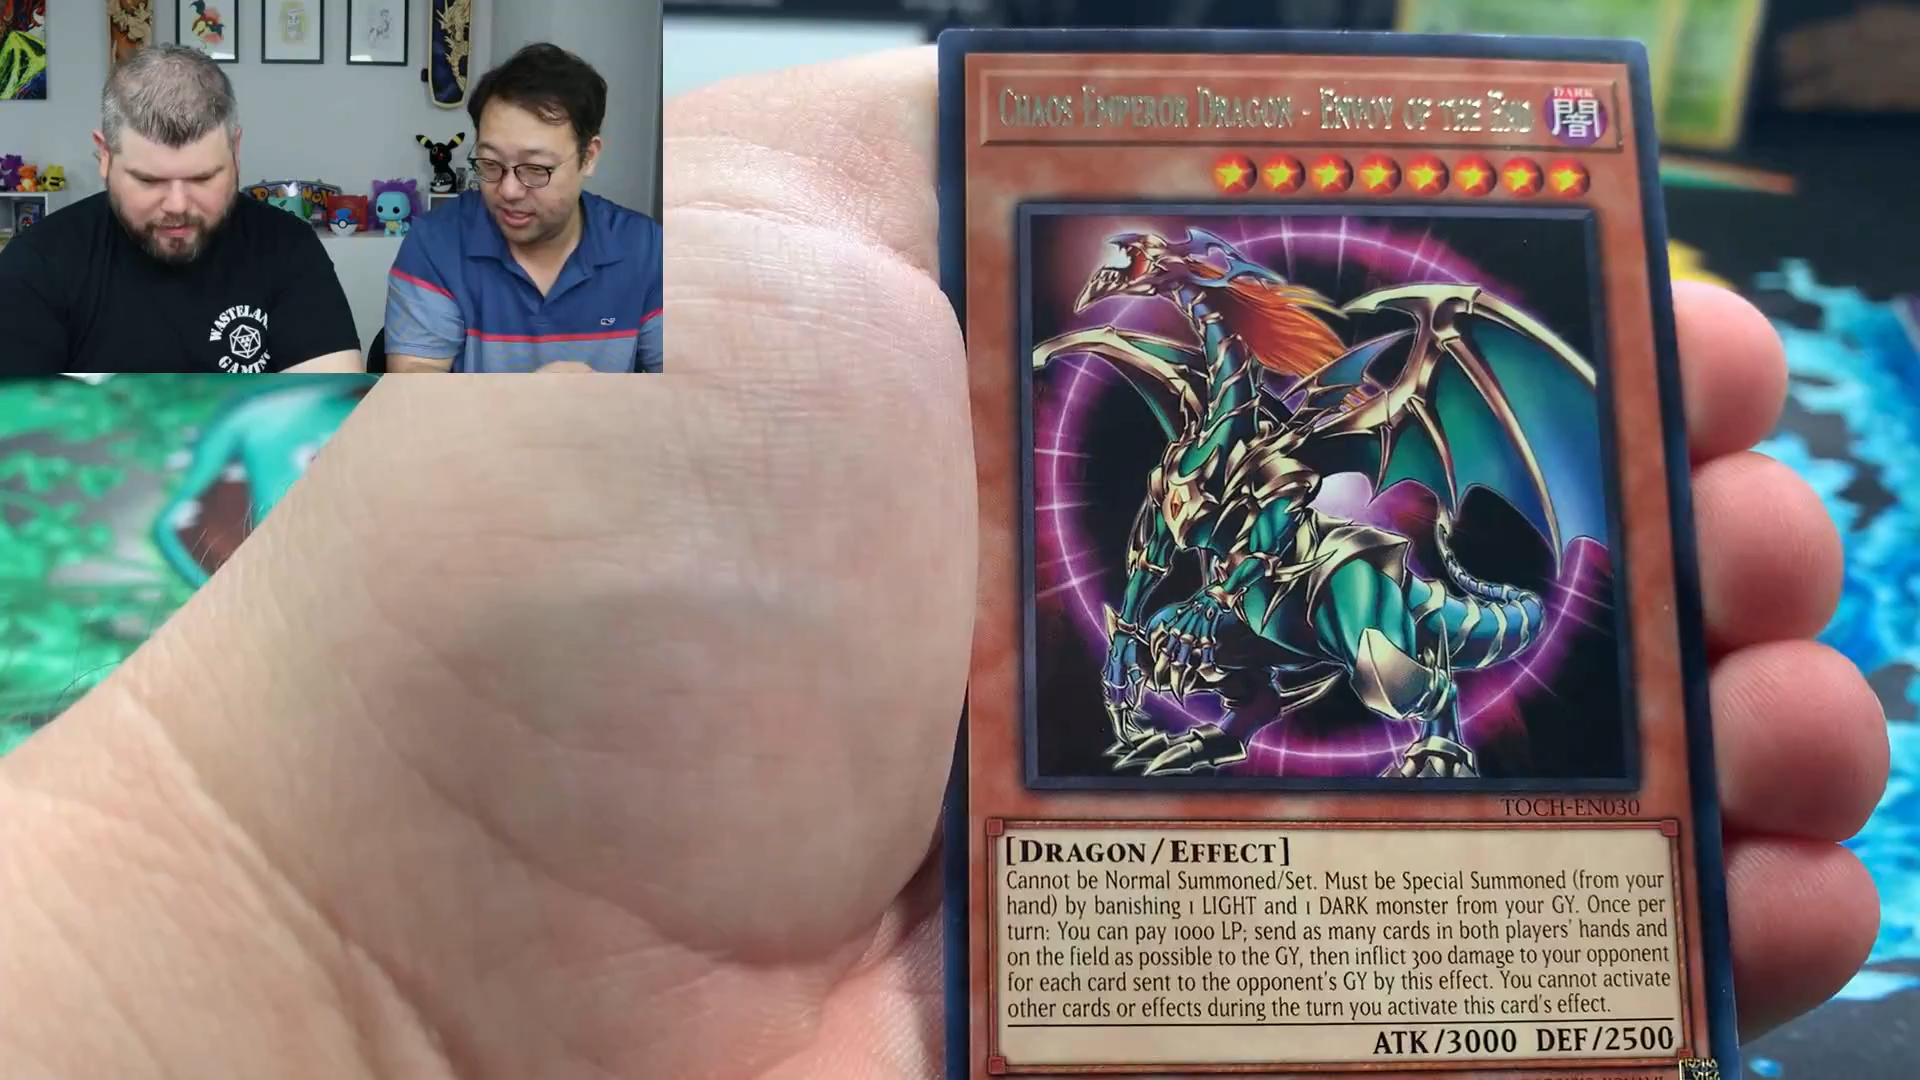 WASTELAN
GAMING
CHAOS EMPEROR DRAGON - ENVOY OF THE END
DARK
闇
TOCH-EN030
[DRAGON/EFFECT]
Cannot be Normal Summoned/Set. Must be Special Summoned (from your
hand) by banishing 1 LIGHT and 1 DARK monster from your GY. Once per
turn: You can pay 1000 LP; send as many cards in both players' hands and
on the field as possible to the GY, then inflict 300 damage to your opponent
for each card sent to the opponent's GY by this effect. You cannot activate
other cards or effects during the turn you activate this card's effect.
ATK/3000 DEF/2500